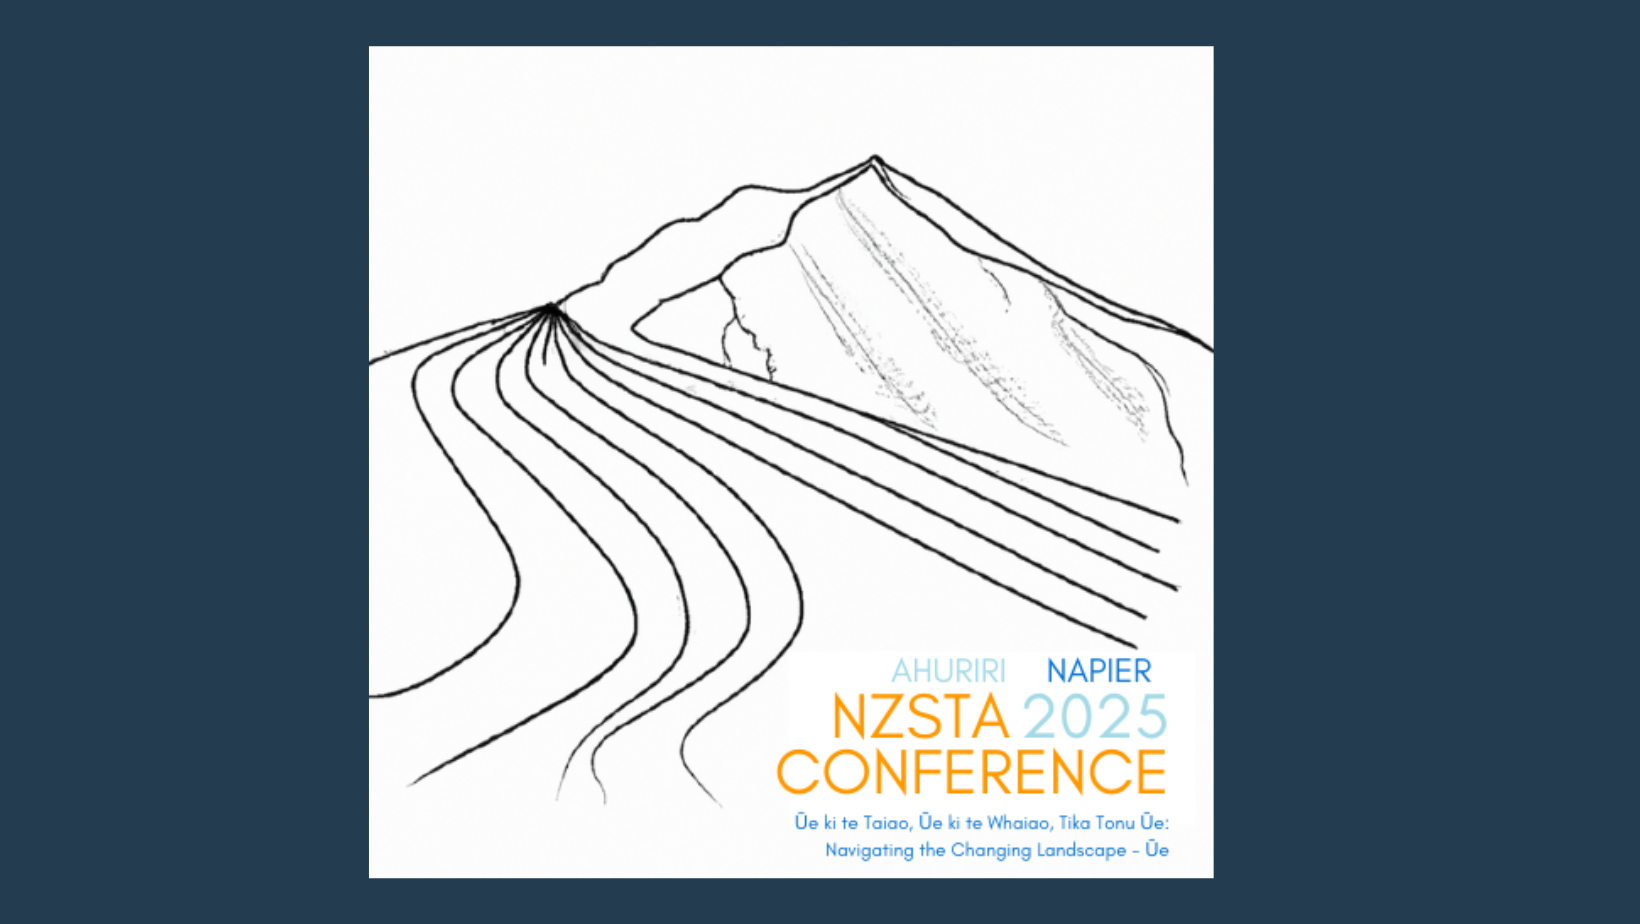 AHURIRI NAPIER
NZSTA 2025
CONFERENCE
Ūe ki te Taiao, Ūe ki te Whaiao, Tika Tonu Ūe:
Navigating the Changing Landscape - Ūe